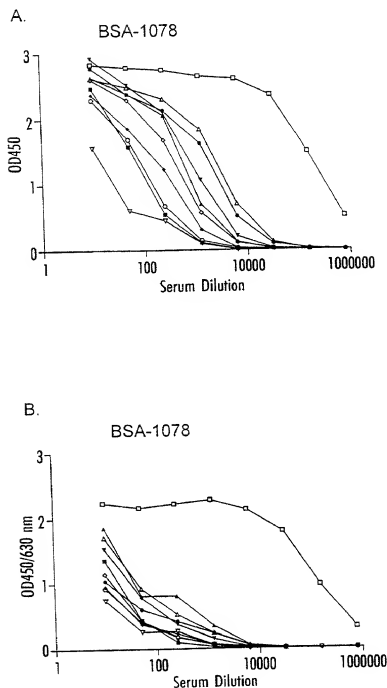 A.
BSA-1078
3
2
1
0
OD450
1
100
10000
1000000
Serum Dilution
B.
BSA-1078
3
2
1
0
OD450/630 nm
1
100
10000
1000000
Serum Dilution